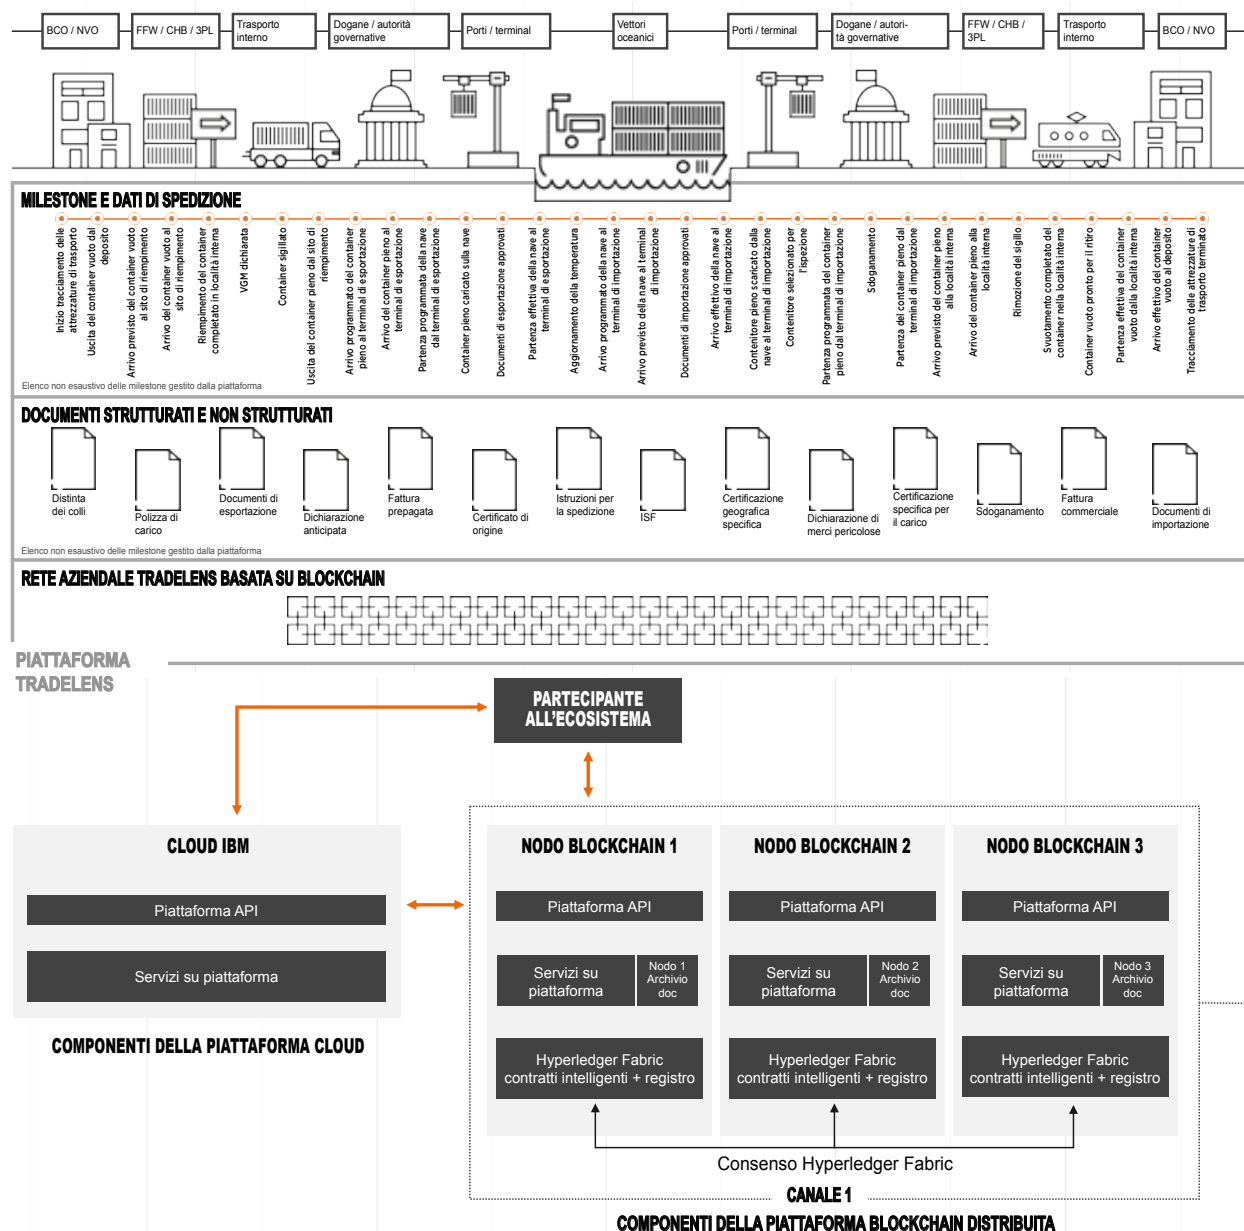 BCO / NVO
FFW / CHB / 3PL
Trasporto
interno
Dogane / autorità
governative
Porti / terminal
Vettori
oceanici
Porti / terminal
Dogane / autori-
tà governative
FFW / CHB /
3PL
Trasporto
interno
BCO / NVO
MILESTONE E DATI DI SPEDIZIONE
Inizio tracciamento delle
attrezzature di trasporto
Uscita del container vuoto dal
deposito
Arrivo previsto del container vuoto
al sito di riempimento
Arrivo del container vuoto al
sito di riempimento
Riempimento del container
completato in località interna
VGM dichiarata
Container sigillato
Uscita del container pieno dal sito di
riempimento
Arrivo programmato del container
pieno al terminal di esportazione
Arrivo del container pieno al
terminal di esportazione
Partenza programmata della nave
dal terminal di esportazione
Container pieno caricato sulla nave
Documenti di esportazione approvati
Partenza effettiva della nave al
terminal di esportazione
Aggiornamento della temperatura
Arrivo programmato della nave al
terminal di importazione
Arrivo previsto della nave al terminal
di importazione
Documenti di importazione approvati
Arrivo effettivo della nave al
terminal di importazione
Contenitore pieno scaricato dalla
nave al terminal di importazione
Contenitore selezionato per
l'ispezione
Partenza programmata del container
pieno dal terminal di importazione
Sdoganamento
Partenza del container pieno dal
terminal di importazione
Arrivo previsto del container pieno
alla località interna
Arrivo del container pieno alla
località interna
Rimozione del sigillo
Svuotamento completato del
container nella località interna
Container vuoto pronto per il ritiro
Partenza effettiva del container
vuoto dalla località interna
Arrivo effettivo del container
vuoto al deposito
Tracciamento delle attrezzature di
trasporto terminato
Elenco non esaustivo delle milestone gestito dalla piattaforma
DOCUMENTI STRUTTURATI E NON STRUTTURATI
Distinta
dei colli
Polizza di
carico
Documenti di
esportazione
Dichiarazione
anticipata
Fattura
prepagata
Certificato di
origine
Istruzioni per
la spedizione
ISF
Certificazione
geografica
specifica
Dichiarazione di
merci pericolose
Certificazione
specifica per
il carico
Sdoganamento
Fattura
commerciale
Documenti di
importazione
Elenco non esaustivo delle milestone gestito dalla piattaforma
RETE AZIENDALE TRADELENS BASATA SU BLOCKCHAIN
PIATTAFORMA
TRADELENS
PARTECIPANTE
ALL'ECOSISTEMA
CLOUD IBM
Piattaforma API
Servizi su piattaforma
COMPONENTI DELLA PIATTAFORMA CLOUD
NODO BLOCKCHAIN 1
Piattaforma API
Servizi su
piattaforma
Nodo 1
Archivio
doc
Hyperledger Fabric
contratti intelligenti + registro
NODO BLOCKCHAIN 2
Piattaforma API
Servizi su
piattaforma
Nodo 2
Archivio
doc
Hyperledger Fabric
contratti intelligenti + registro
NODO BLOCKCHAIN 3
Piattaforma API
Servizi su
piattaforma
Nodo 3
Archivio
doc
Hyperledger Fabric
contratti intelligenti + registro
Consenso Hyperledger Fabric
CANALE 1
COMPONENTI DELLA PIATTAFORMA BLOCKCHAIN DISTRIBUITA